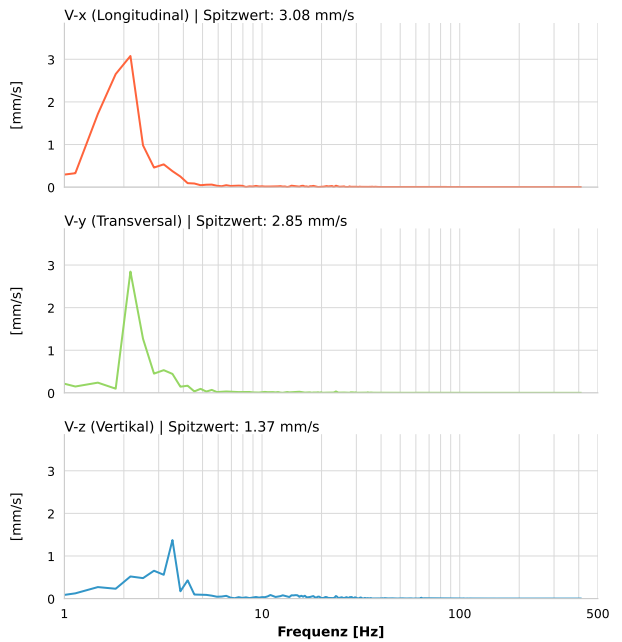 V-x (Longitudinal) | Spitzwert: 3.08 mm/s
[mm/s]
3
2
1
0
V-y (Transversal) | Spitzwert: 2.85 mm/s
[mm/s]
3
2
1
0
V-z (Vertikal) | Spitzwert: 1.37 mm/s
[mm/s]
3
2
1
0
1 10 100 500
Frequenz [Hz]